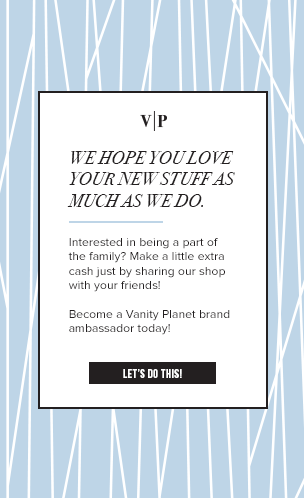 V|P
WE HOPE YOU LOVE
YOUR NEW STUFF AS
MUCH AS WE DO.
Interested in being a part of
the family? Make a little extra
cash just by sharing our shop
with your friends!
Become a Vanity Planet brand
ambassador today!
LET'S DO THIS!